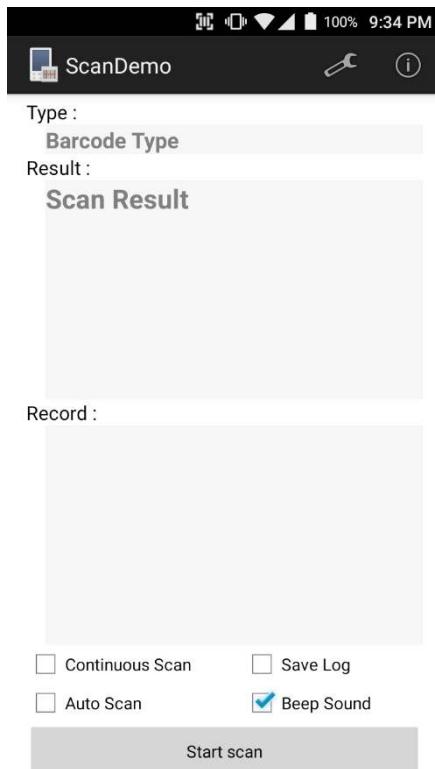 100% 9:34 PM
ScanDemo
Type :
Barcode Type
Result :
Scan Result
Record :
Continuous Scan Save Log
Auto Scan Beep Sound
Start scan